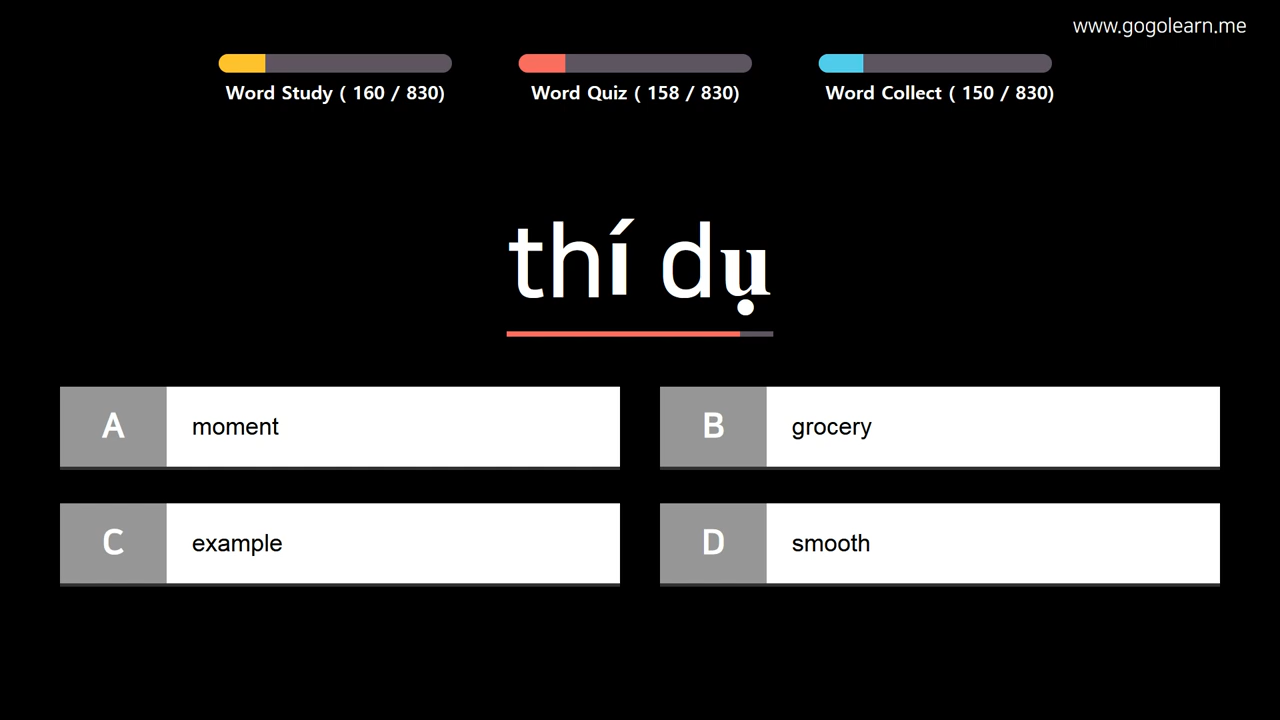 www.gogolearn.me
Word Study ( 160 / 830)
Word Quiz ( 158 / 830)
Word Collect ( 150 / 830)
thí dụ
A moment
B grocery
C example
D smooth